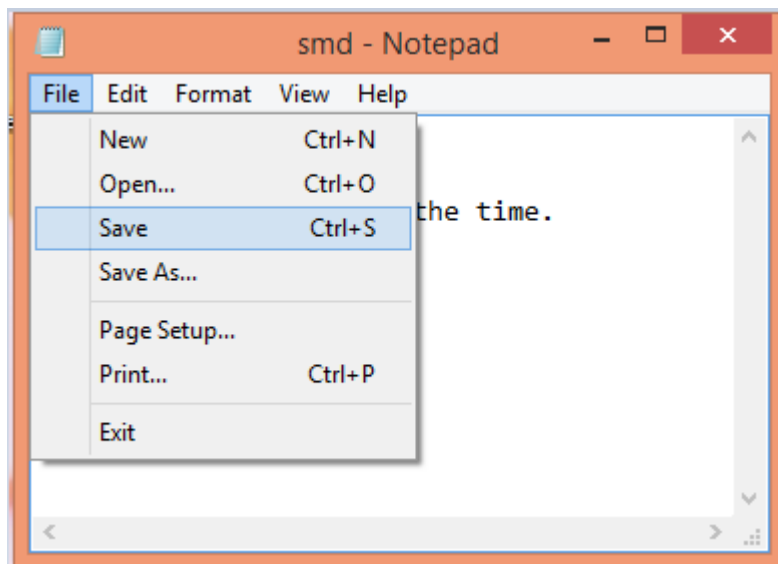 smd - Notepad
File Edit Format View Help
New Ctrl+N
Open... Ctrl+O
the time.
Save Ctrl+S
Save As...
Page Setup...
Print... Ctrl+P
Exit